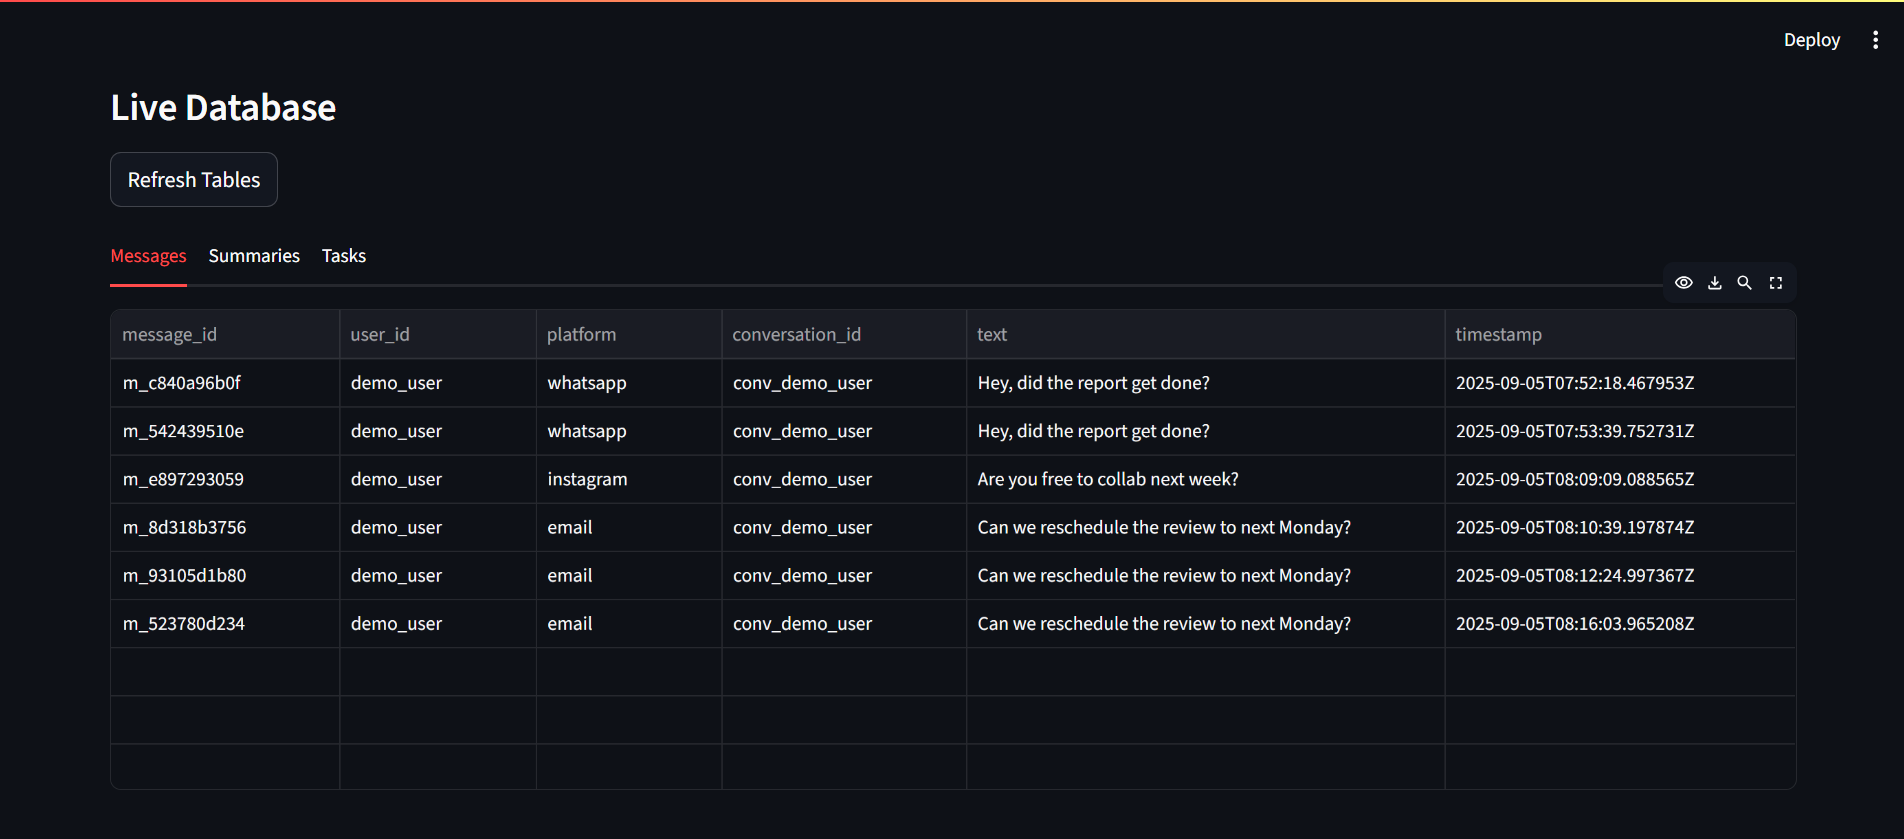 Deploy
Live Database
Refresh Tables
Messages Summaries Tasks
message_id user_id platform conversation_id text timestamp
m_c840a96b0f demo_user whatsapp conv_demo_user Hey, did the report get done? 2025-09-05T07:52:18.467953Z
m_542439510e demo_user whatsapp conv_demo_user Hey, did the report get done? 2025-09-05T07:53:39.752731Z
m_e897293059 demo_user instagram conv_demo_user Are you free to collab next week? 2025-09-05T08:09:09.088565Z
m_8d318b3756 demo_user email conv_demo_user Can we reschedule the review to next Monday? 2025-09-05T08:10:39.197874Z
m_93105d1b80 demo_user email conv_demo_user Can we reschedule the review to next Monday? 2025-09-05T08:12:24.997367Z
m_523780d234 demo_user email conv_demo_user Can we reschedule the review to next Monday? 2025-09-05T08:16:03.965208Z